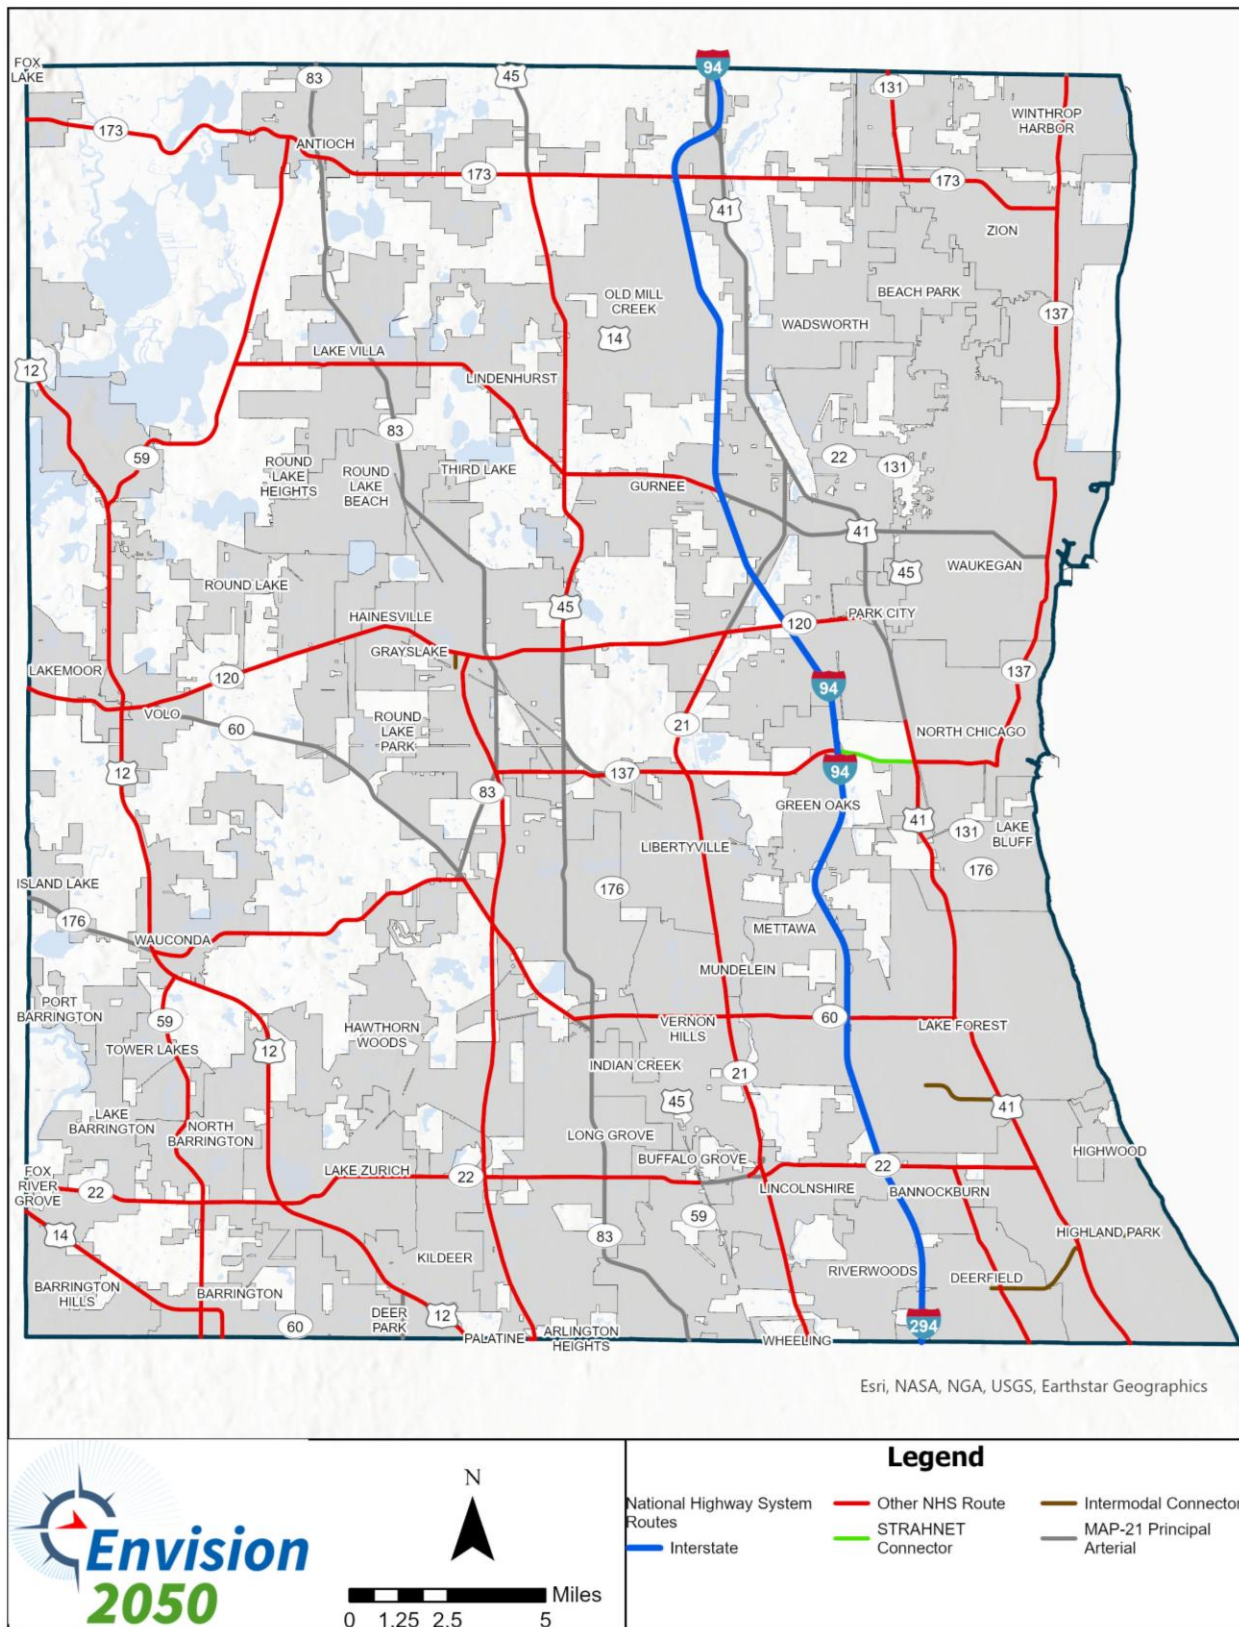 FOX
LAKE
83
45
94
131
WINTHROP
HARBOR
173
ANTIOCH
173
173
41
ZION
OLD MILL
CREEK
BEACH PARK
137
WADSWORTH
14
12
LAKE VILLA
LINDENHURST
83
59
ROUND
LAKE
HEIGHTS
ROUND
LAKE
BEACH
THIRD LAKE
GURNEE
22
131
41
WAUKEGAN
45
ROUND LAKE
HAINESVILLE
45
PARK CITY
120
GRAYSLAKE
LAKEMOOR
120
94
137
VOLO
60
ROUND
LAKE
PARK
21
NORTH CHICAGO
12
137
94
83
GREEN OAKS
41
131
LAKE
BLUFF
LIBERTYVILLE
176
ISLAND LAKE
176
176
WAUCONDA
METTAWA
MUNDELEIN
PORT
BARRINGTON
59
HAWTHORN
WOODS
VERNON
HILLS
60
LAKE FOREST
TOWER LAKES
12
INDIAN CREEK
21
45
41
LAKE
BARRINGTON
NORTH
BARRINGTON
LONG GROVE
HIGHWOOD
BUFFALO GROVE
FOX
RIVER
GROVE
22
LAKE ZURICH
22
22
LINCOLNSHIRE
BANNOCKBURN
59
14
83
HIGHLAND PARK
KILDEER
RIVERWOODS
DEERFIELD
BARRINGTON
HILLS
BARRINGTON
60
DEER
PARK
12
PALATINE
ARLINGTON
HEIGHTS
WHEELING
294
Esri, NASA, NGA, USGS, Earthstar Geographics
Envision
2050
N
Miles
0 1.25 2.5 5
Legend
National Highway System
Routes
Interstate
Other NHS Route
STRAHNET
Connector
Intermodal Connector
MAP-21 Principal
Arterial